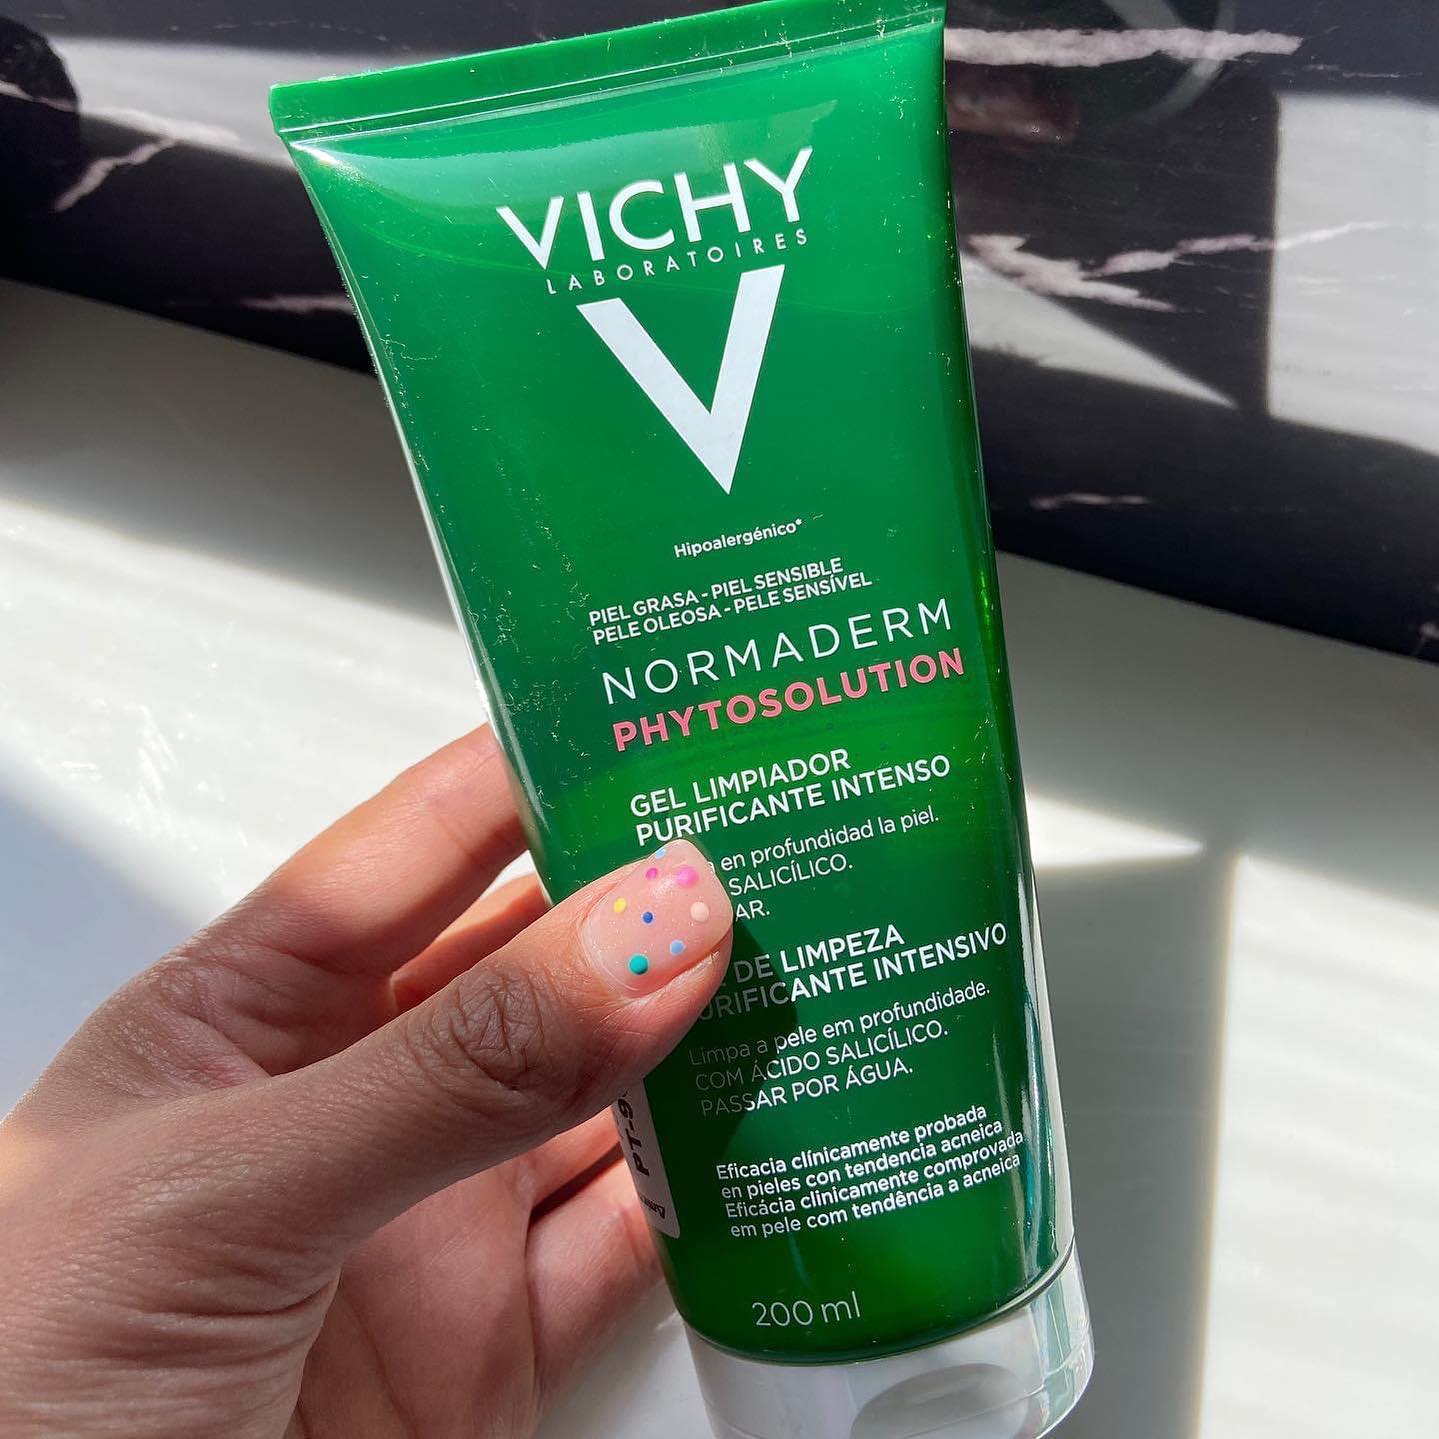 VICHY
LABORATOIRES
V
Hipoalergénico*
PIEL GRASA - PIEL SENSIBLE
PELE OLEOSA - PELE SENSÍVEL
NORMADERM
PHYTOSOLUTION
GEL LIMPIADOR
PURIFICANTE INTENSO
en profundidad la piel.
SALICÍLICO.
DE LIMPEZA
PURIFICANTE INTENSIVO
Limpa a pele em profundidade.
COM ÁCIDO SALICÍLICO.
PASSAR POR ÁGUA.
Eficacia clínicamente probada
en pieles con tendencia acneica
Eficácia clinicamente comprovada
em pele com tendência a acneica
200 ml